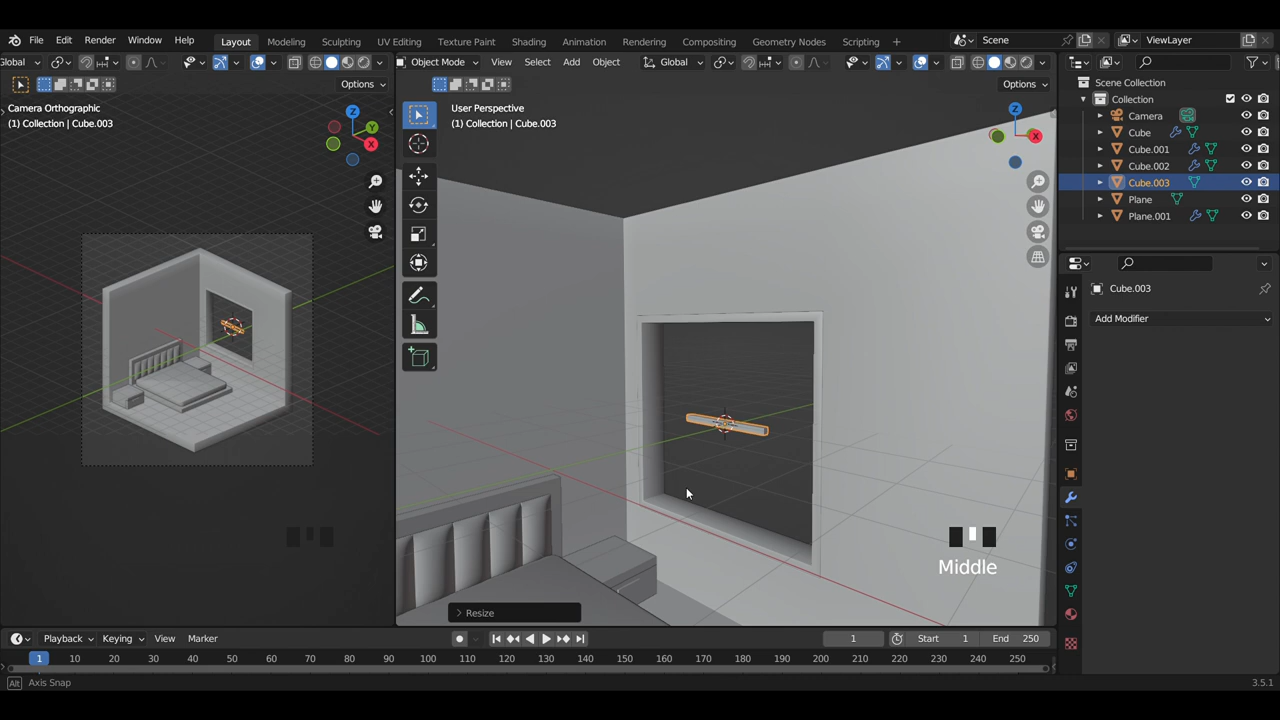 File Edit Render Window Help Layout Modeling Sculpting UV Editing Texture Paint Shading Animation Rendering Compositing Geometry Nodes Scripting + Scene ViewLayer
Global Object Mode View Select Add Object Global
Options Options
Camera Orthographic
(1) Collection | Cube.003
Z
Y
X
User Perspective
(1) Collection | Cube.003
Z
X
Scene Collection
Collection
Camera
Cube
Cube.001
Cube.002
Cube.003
Plane
Plane.001
Cube.003
Add Modifier
Middle
> Resize
Playback Keying View Marker 1 Start 1 End 250
1 10 20 30 40 50 60 70 80 90 100 110 120 130 140 150 160 170 180 190 200 210 220 230 240 250
Alt Axis Snap 3.5.1